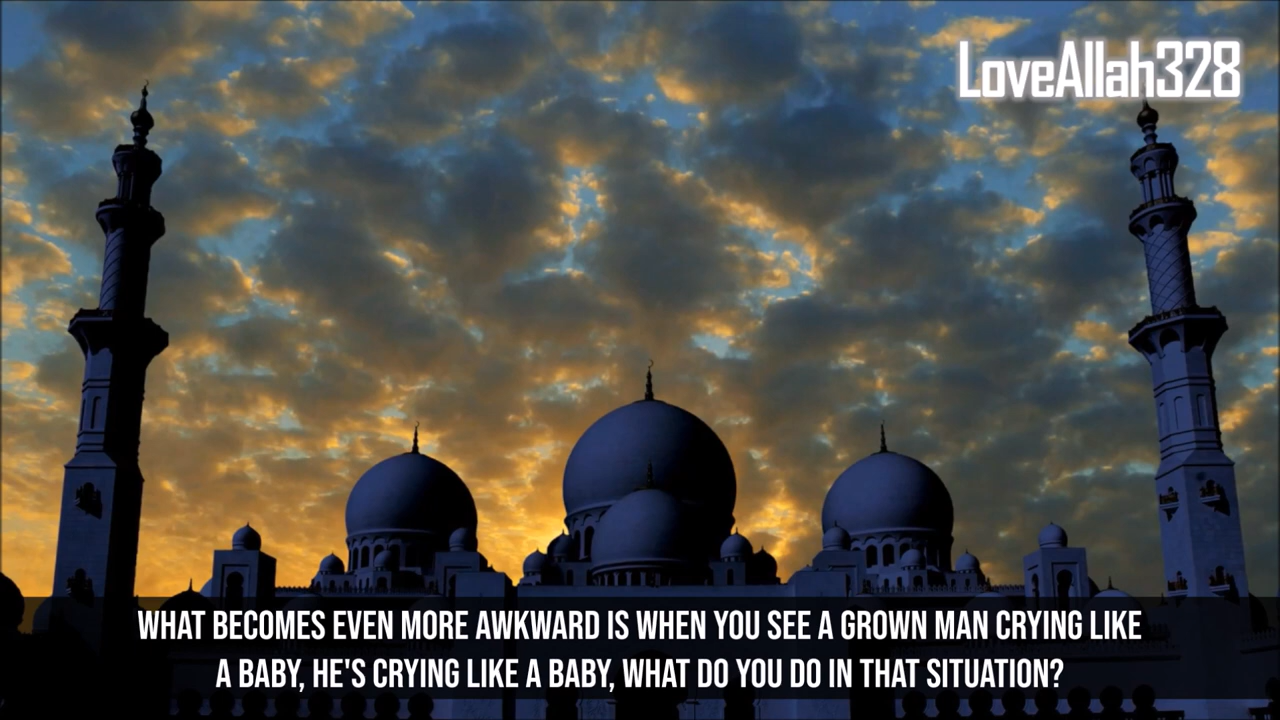 LoveAllah328
WHAT BECOMES EVEN MORE AWKWARD IS WHEN YOU SEE A GROWN MAN CRYING LIKE
A BABY, HE'S CRYING LIKE A BABY, WHAT DO YOU DO IN THAT SITUATION?